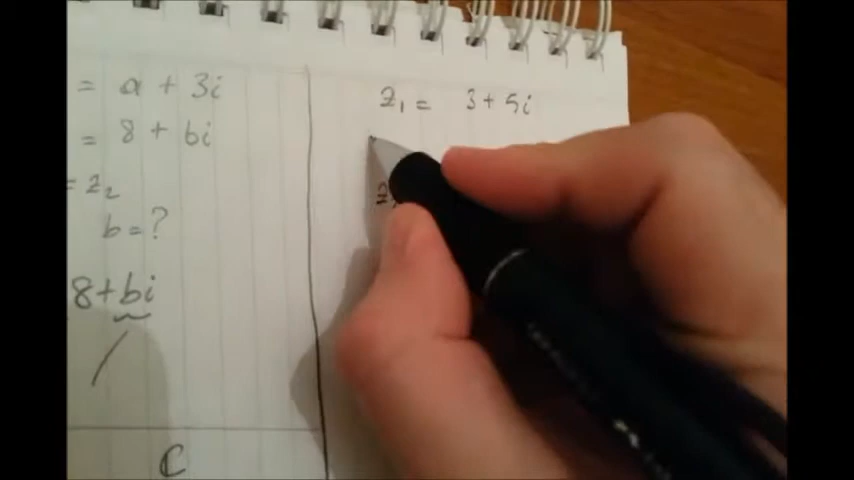 = a + 3i
= 8 + bi
= z₂
b = ?
8 + bi
C
z₁ = 3 + 5i